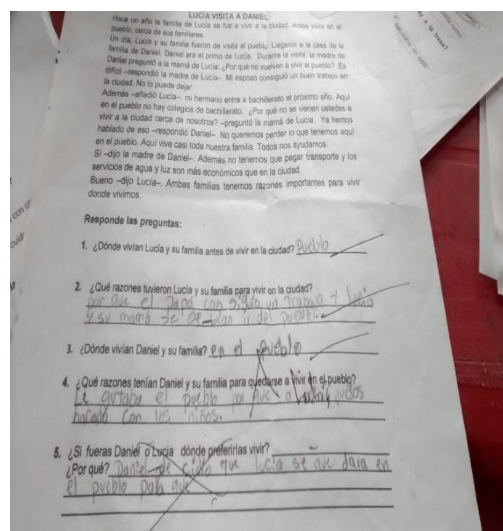 LUCÍA VISITA A DANIEL
Hace un año la familia de Lucía se fue a vivir a la ciudad. Antes vivía en el
pueblo, cerca de sus familiares.
Un día, Lucía y su familia fueron de visita al pueblo. Llegaron a la casa de la
familia de Daniel. Daniel era el primo de Lucía. Durante la visita la madre de
Daniel preguntó a la mamá de Lucía: ¿Por qué no vuelven a vivir al pueblo? Es
difícil –respondió la madre de Lucía–. Mi esposo consiguió un buen trabajo en
la ciudad. No lo puede dejar.
Además –añadió Lucía–, mi hermano entra a bachillerato el próximo año. Aquí
en el pueblo no hay colegios de bachillerato. ¿Por qué no se vienen ustedes a
vivir a la ciudad cerca de nosotros? –preguntó la mamá de Lucía. Ya hemos
hablado de eso –respondió Daniel–. No queremos perder lo que tenemos aquí
en el pueblo. Aquí vive casi toda nuestra familia. Todos nos ayudamos.
Sí –dijo la madre de Daniel–. Además no tenemos que pagar transporte y los
servicios de agua y luz son más económicos que en la ciudad.
Bueno –dijo Lucía–. Ambas familias tenemos razones importantes para vivir
donde vivimos.
Responde las preguntas:
1. ¿Dónde vivían Lucía y su familia antes de vivir en la ciudad? Pueblo
2. ¿Qué razones tuvieron Lucía y su familia para vivir en la ciudad?
por que el Papá con siguio un Trabajo y
y su mamá se del pueblo.
3. ¿Dónde vivían Daniel y su familia? en el pueblo
4. ¿Qué razones tenían Daniel y su familia para quedarse a vivir en el pueblo?
Le gutaba el pueblo
con los niños.
5. ¿Si fueras Daniel o Lucía dónde preferirías vivir?
¿Por qué? Daniel que lucia se que dara en
el pueblo